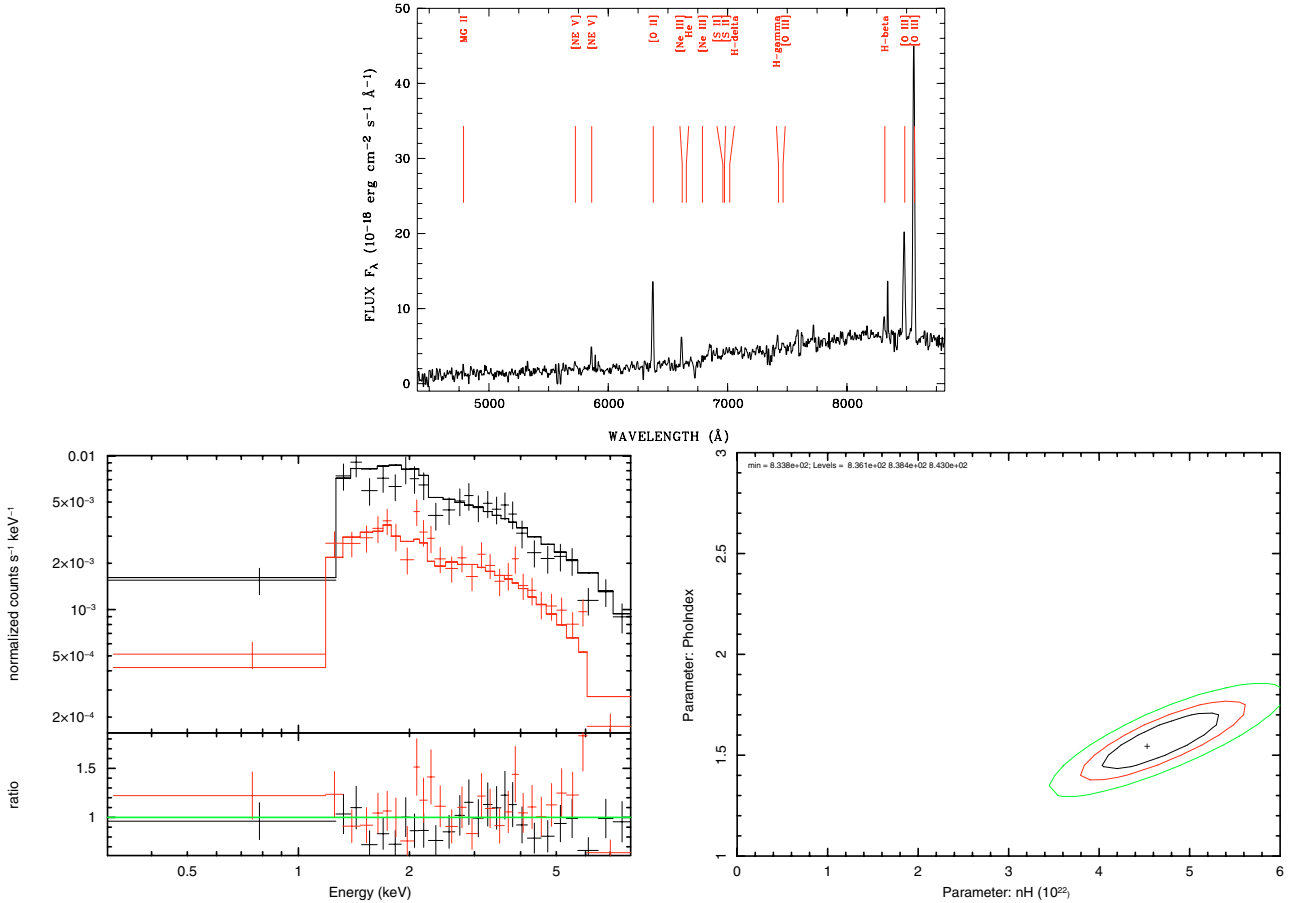 50
40
30
20
10
0
FLUX Fλ (10⁻¹⁸ erg cm⁻² s⁻¹ Å⁻¹)
MG II
[NE V]
[NE V]
[O II]
[Ne III]
He I
[Ne III]
[S II]
[S II]
H-delta
H-gamma
[O III]
H-beta
[O III]
[O III]
5000 6000 7000 8000
WAVELENGTH (Å)
0.01
5×10⁻³
2×10⁻³
10⁻³
5×10⁻⁴
2×10⁻⁴
normalized counts s⁻¹ keV⁻¹
1.5
1
ratio
0.5 1 2 5
Energy (keV)
min = 8.338e+02; Levels = 8.361e+02 8.384e+02 8.430e+02
3
2.5
2
1.5
1
Parameter: PhoIndex
0 1 2 3 4 5 6
Parameter: nH (10²²)